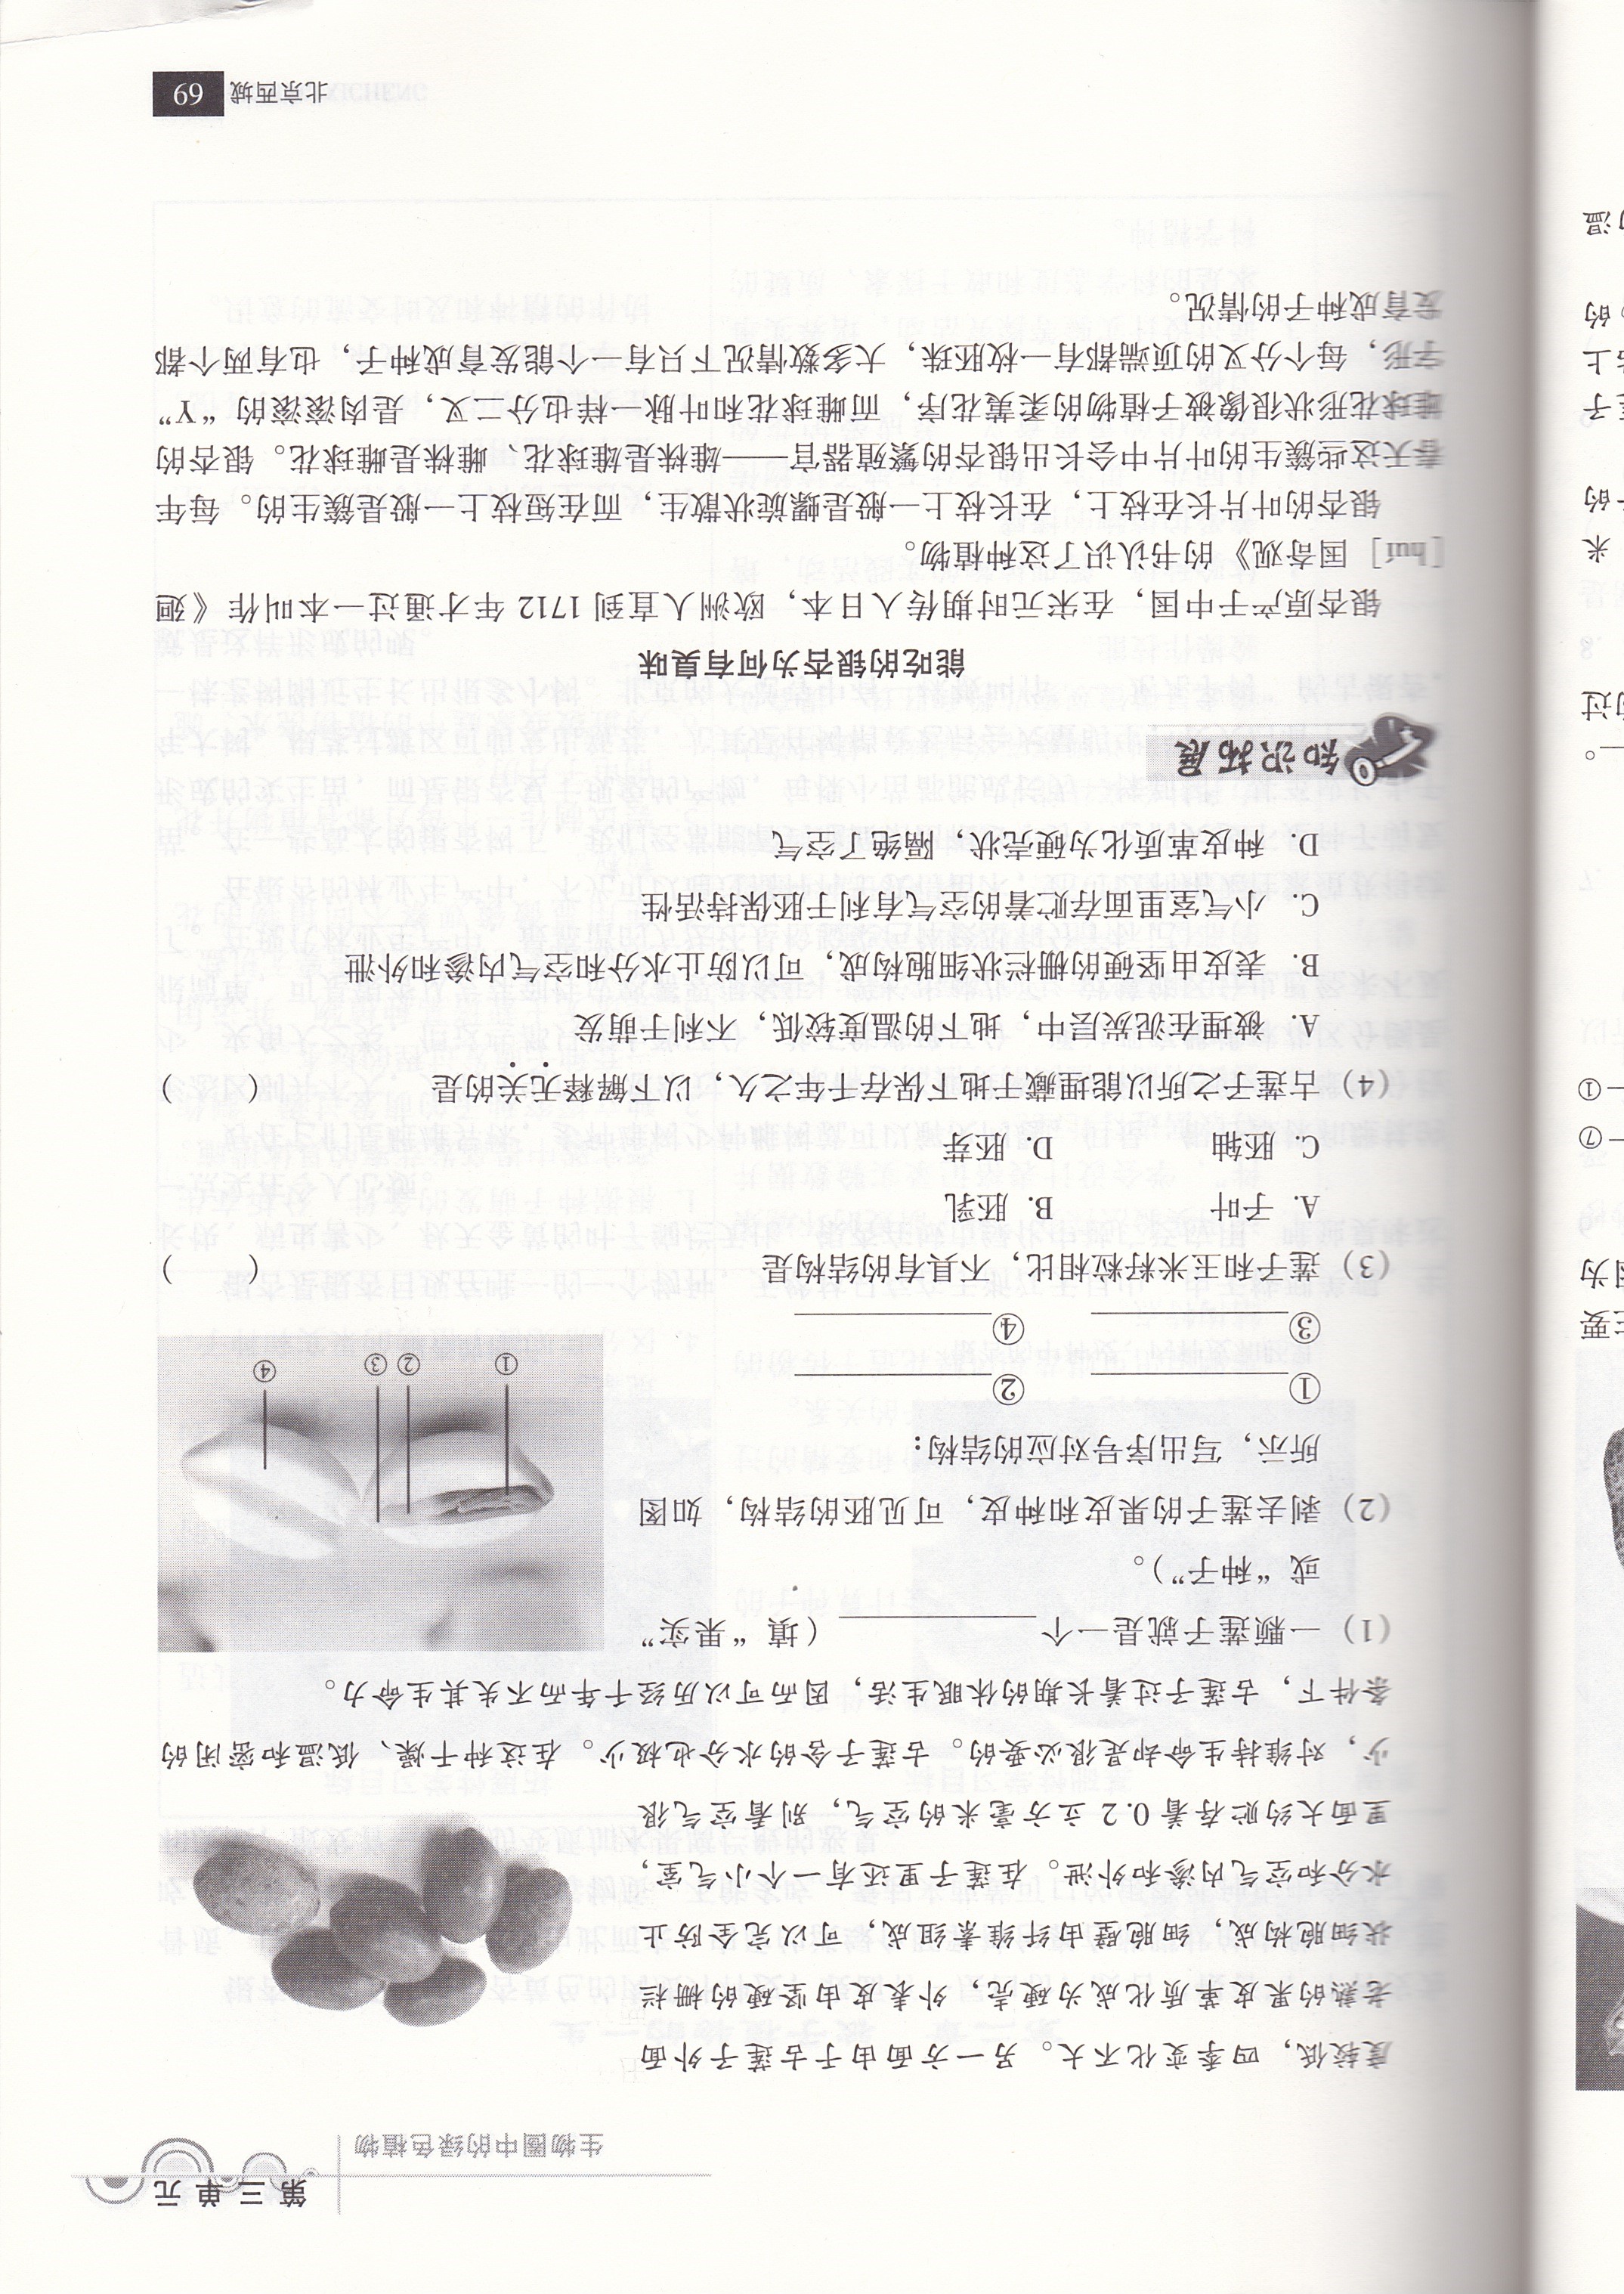 第三单元
生物圈中的绿色植物
度较低，四季变化不大。另一方面由于古莲子外面
老熟的果皮革质化成为硬壳，外表皮由坚硬的栅栏
状细胞构成，细胞壁由纤维素组成，可以完全防止
水分和空气内渗和外泄。在莲子里还有一个小气室，
里面大约贮存着0.2立方毫米的空气，别看空气很
少，对维持生命却是很必要的。古莲子含的水分也极少。在这种干燥、低温和密闭的
条件下，古莲子过着长期的休眠生活，因而可以历经千年而不失其生命力。
（1）一颗莲子就是一个____________（填“果实”
或“种子”）。
（2）剥去莲子的果皮和种皮，可见胚的结构，如图
所示，写出序号对应的结构：
①____________ ②____________
③____________ ④____________
① ② ③ ④
（3）莲子和玉米籽粒相比，不具有的结构是（　　）
A. 子叶 B. 胚乳
C. 胚轴 D. 胚芽
（4）古莲子之所以能埋藏于地下保存千年之久，以下解释无关的是（　　）
A. 被埋在泥炭层中，地下的温度较低，不利于萌发
B. 表皮由坚硬的栅栏状细胞构成，可以防止水分和空气内渗和外泄
C. 小气室里面存贮着的空气有利于胚保持活性
D. 种皮革质化为硬壳状，隔绝了空气
知识拓展
能吃的银杏为何有臭味
银杏原产于中国，在宋元时期传入日本，欧洲人直到1712年才通过一本叫作《廻
［huí］国奇观》的书认识了这种植物。
银杏的叶片长在枝上，在长枝上一般是螺旋状散生，而在短枝上一般是簇生的。每年
春天这些簇生的叶片中会长出银杏的繁殖器官——雄株是雄球花、雌株是雌球花。银杏的
雄球花形状很像被子植物的柔荑花序，而雌球花和叶脉一样也分二叉，是肉滚滚的“Y”
字形，每个分叉的顶端都有一枚胚珠，大多数情况下只有一个能发育成种子，也有两个都
发育成种子的情况。
北京西城 69